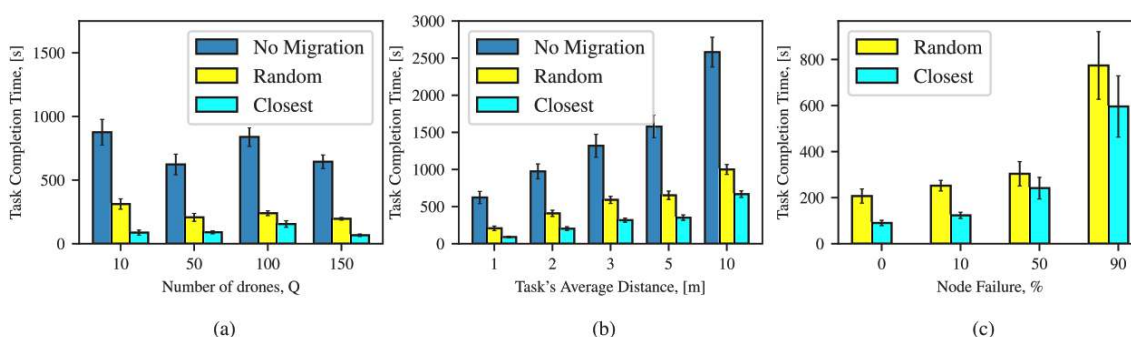 Task Completion Time, [s]
1500
1000
500
0
No Migration
Random
Closest
10 50 100 150
Number of drones, Q
(a)
Task Completion Time, [s]
3000
2500
2000
1500
1000
500
0
No Migration
Random
Closest
1 2 3 5 10
Task's Average Distance, [m]
(b)
Task Completion Time, [s]
800
600
400
200
0
Random
Closest
0 10 50 90
Node Failure, %
(c)